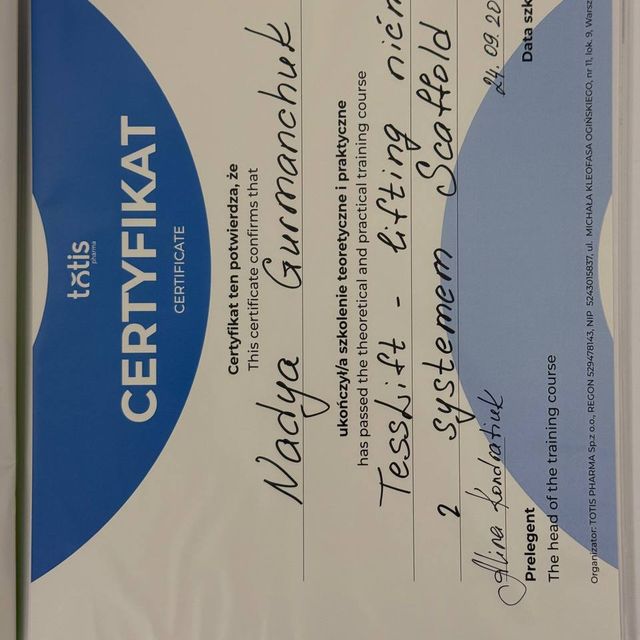 tōtis
pharma
CERTYFIKAT
CERTIFICATE
Certyfikat ten potwierdza, że
This certificate confirms that
Nadya Gurmanchuk
ukończył/a szkolenie teoretyczne i praktyczne
has passed the theoretical and practical training course
TessLift - lifting nićm
z systemem Scaffold
Alina Kondratiuk
24.09.20
Prelegent
Data szk
The head of the training course
Organizator: TOTIS PHARMA Sp.z o.o., REGON 529478143, NIP 5243015837, ul. MICHAŁA KLEOFASA OGIŃSKIEGO, nr 11, lok. 9, Warsz